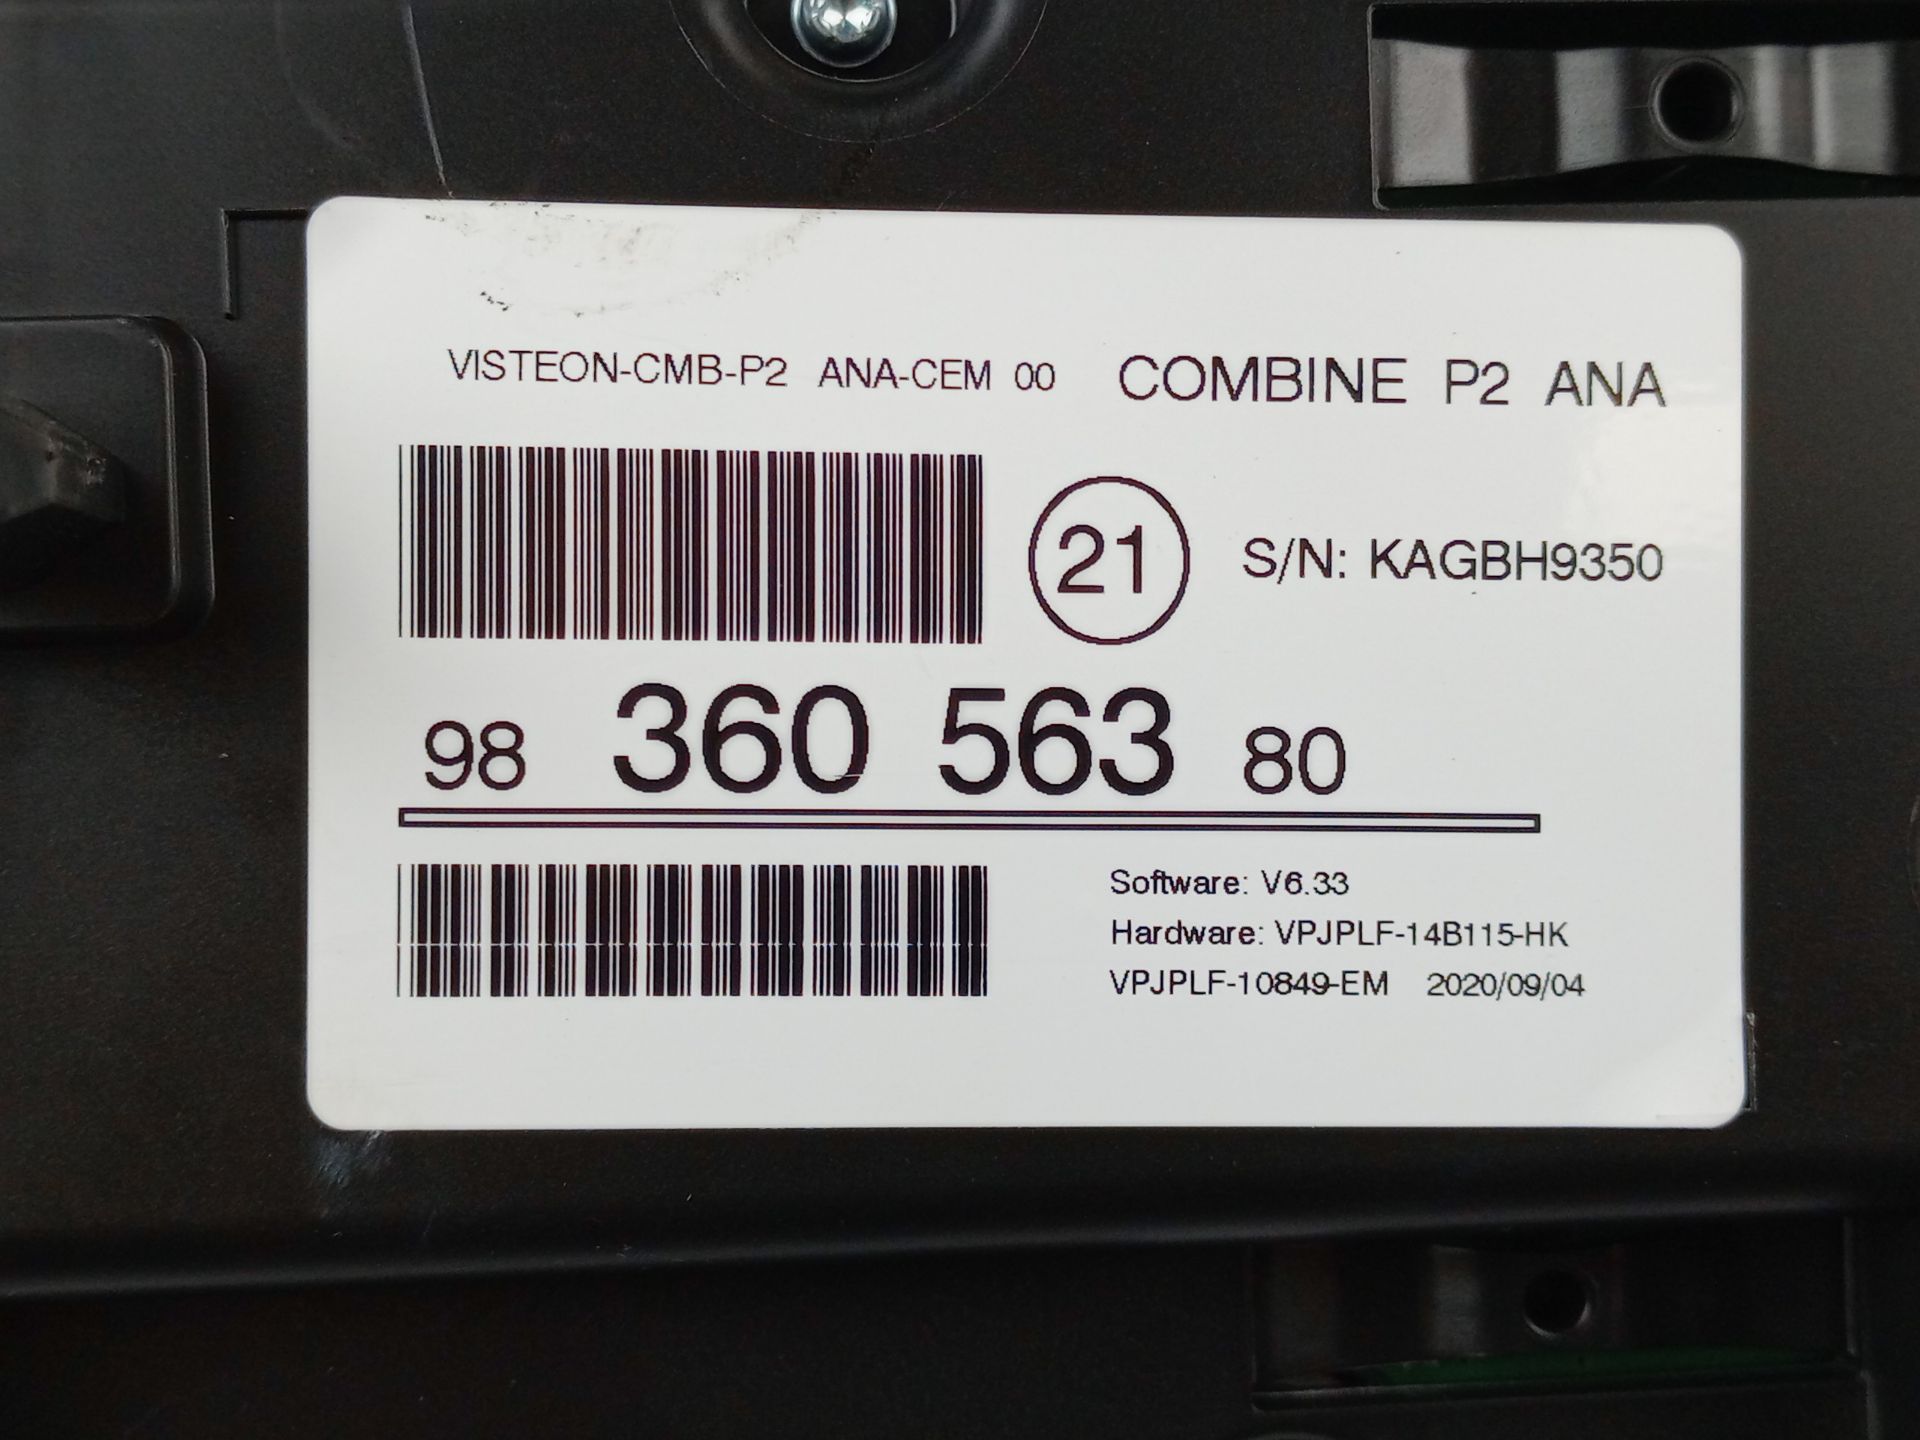 VISTEON-CMB-P2 ANA-CEM 00 COMBINE P2 ANA
21 S/N: KAGBH9350
98 360 563 80
Software: V6.33
Hardware: VPJPLF-14B115-HK
VPJPLF-10849-EM 2020/09/04